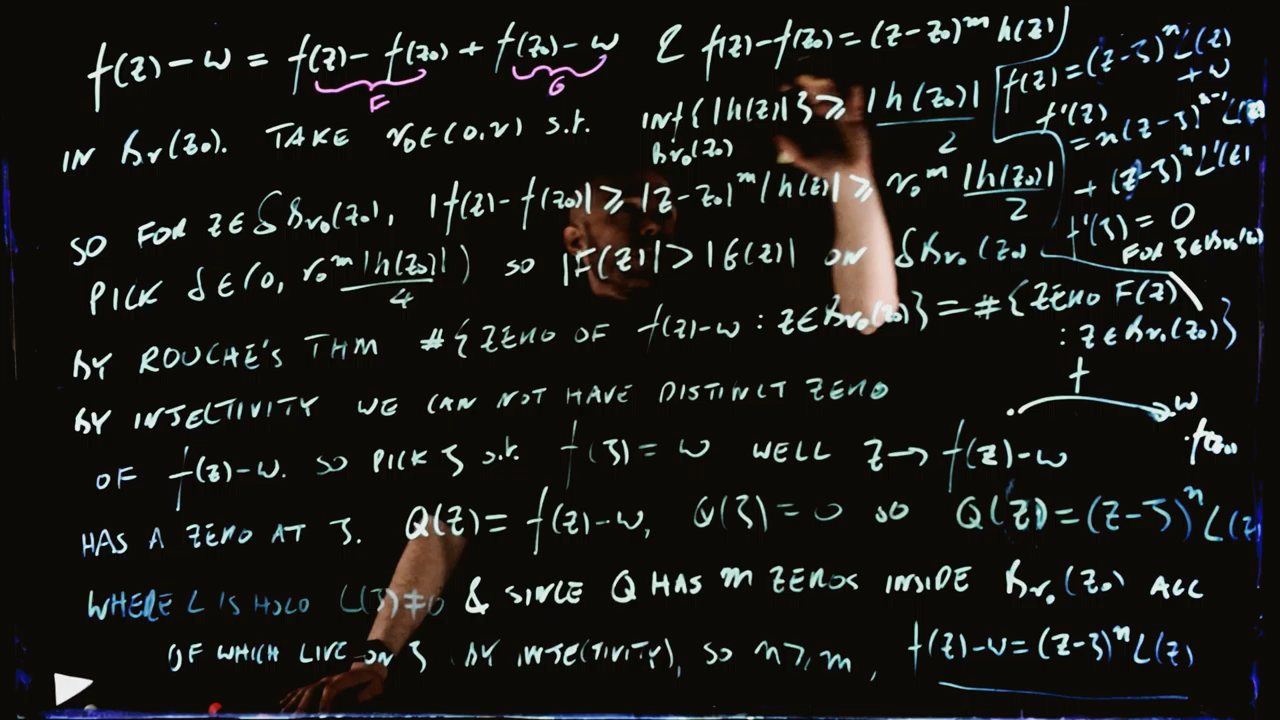 f(z) - w = f(z) - f(z₀) + f(z₀) - w & f(z) - f(z₀) = (z - z₀)^m h(z)
F G
IN Br(z₀). TAKE r₀ ∈ (0, r) s.t. inf{|h(z)|} ≥ |h(z₀)|/2
Br₀(z₀)
SO FOR z ∈ δBr₀(z₀), |f(z) - f(z₀)| ≥ |z - z₀|^m |h(z)| ≥ r₀^m |h(z₀)|/2
PICK δ ∈ (0, r₀^m |h(z₀)|/4) SO |F(z)| > |G(z)| ON δBr₀(z₀)
BY ROUCHE'S THM #{ZERO OF f(z) - w : z ∈ Br₀(z₀)} = #{ZERO F(z)
: z ∈ Br₀(z₀)}
BY INJECTIVITY WE CAN NOT HAVE DISTINCT ZERO
OF f(z) - w. SO PICK ζ s.t. f(ζ) = w WELL z → f(z) - w
HAS A ZERO AT ζ. Q(z) = f(z) - w, Q(ζ) = 0 SO Q(z) = (z - ζ)^n L(z)
WHERE L IS HOLO L(ζ) ≠ 0 & SINCE Q HAS m ZEROS INSIDE Br₀(z₀) ALL
OF WHICH LIVE ON ζ BY INJECTIVITY, SO n ≥ m, f(z) - w = (z - ζ)^n L(z)
f(z) = (z - ζ)^n L(z)
+ w
f'(z)
= n(z - ζ)^{n-1} L(z)
+ (z - ζ)^n L'(z)
f'(ζ) = 0
FOR ζ ∈ Br₀(z₀)
f
w